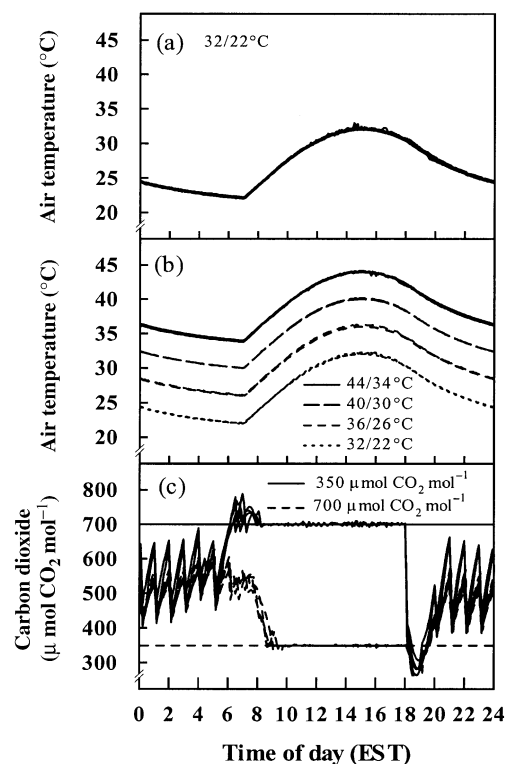 (a) 32/22°C
Air temperature (°C)
45
40
35
30
25
20
(b)
Air temperature (°C)
45
40
35
30
25
20
44/34°C
40/30°C
36/26°C
32/22°C
(c)
350 μmol CO₂ mol⁻¹
700 μmol CO₂ mol⁻¹
Carbon dioxide
(μ mol CO₂ mol⁻¹)
800
700
600
500
400
300
0 2 4 6 8 10 12 14 16 18 20 22 24
Time of day (EST)